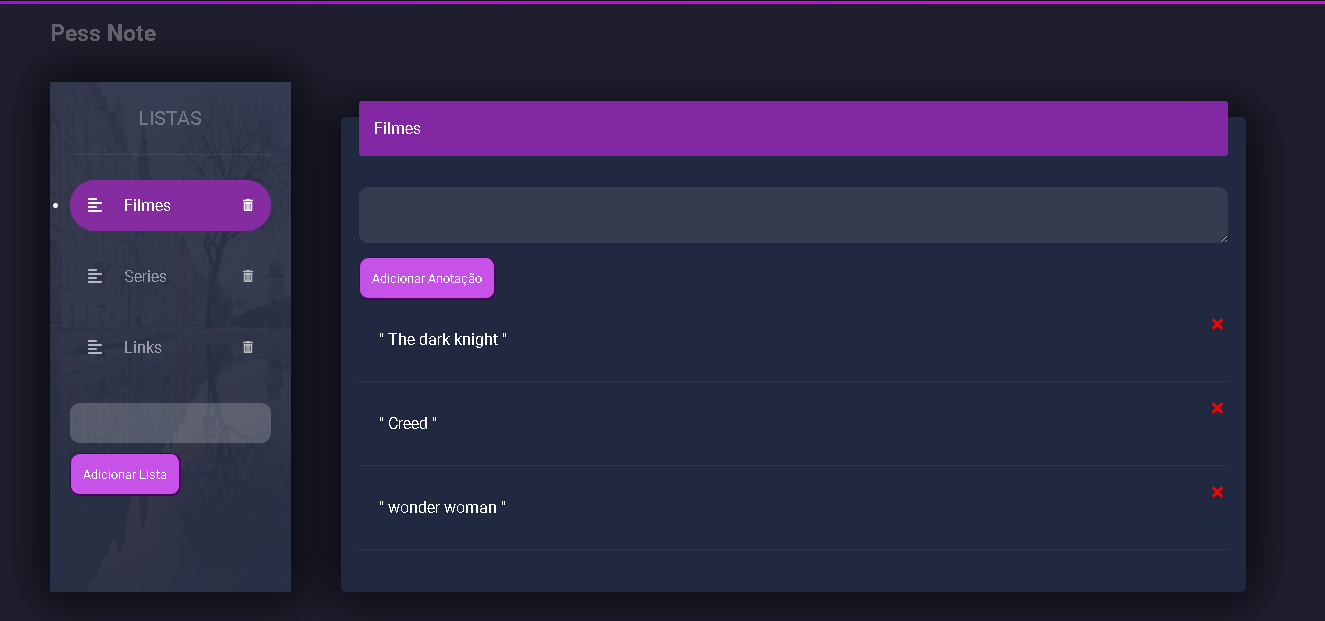 Pess Note
LISTAS
Filmes
Series
Links
Adicionar Lista
Filmes
Adicionar Anotação
" The dark knight "
" Creed "
" wonder woman "